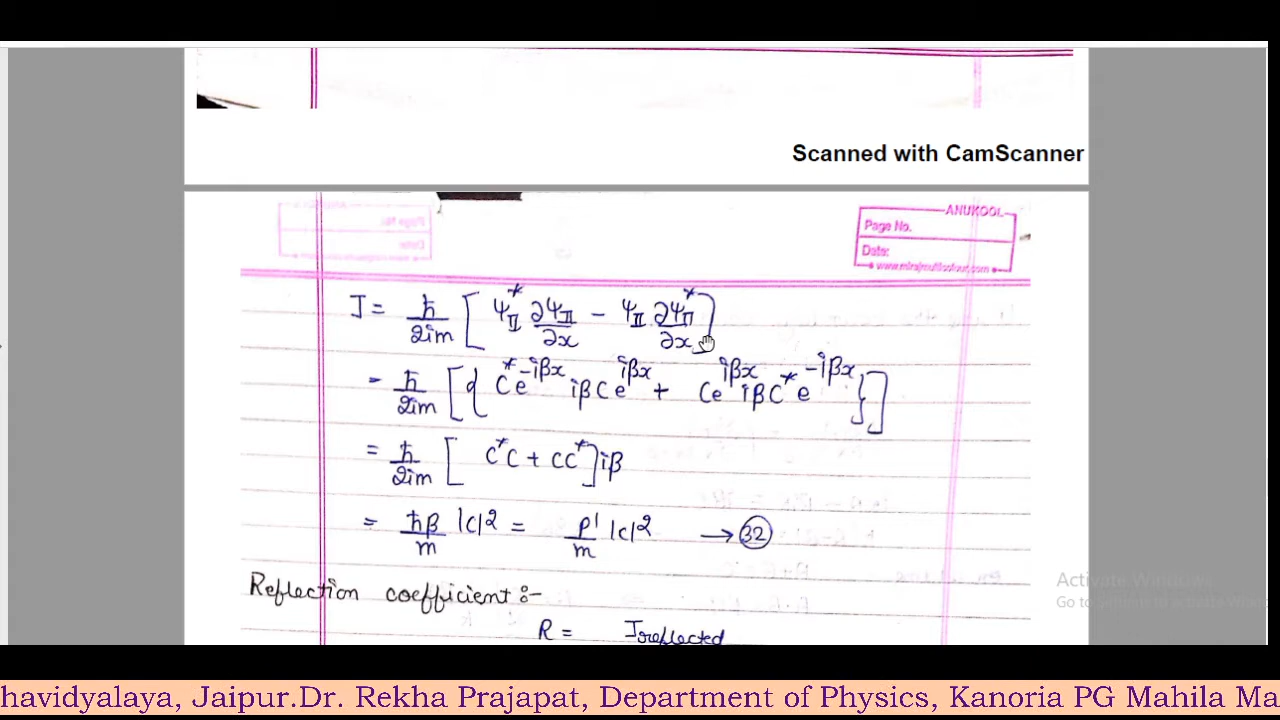 Scanned with CamScanner
ANUKOOL
Page No.
Date:
J = ħ/2im [ Ψ*_II ∂Ψ_II/∂x − Ψ_II ∂Ψ*_II/∂x ]
= ħ/2im [ { C* e^{-iβx} iβ C e^{iβx} + C e^{iβx} iβ C* e^{-iβx} } ]
= ħ/2im [ C*C + CC* ] iβ
= ħβ/m |C|² = P'/m |C|² → 32
Reflection coefficient :-
R = J reflected
Activate Windows
havidyalaya, Jaipur.Dr. Rekha Prajapat, Department of Physics, Kanoria PG Mahila Ma